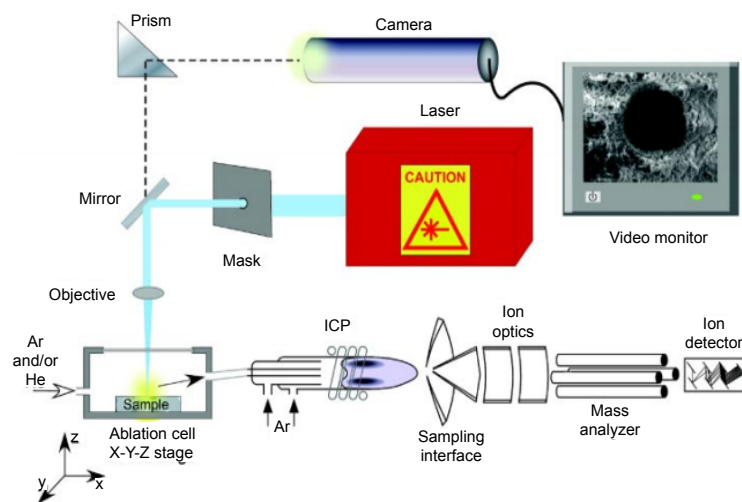 Prism
Camera
Laser
CAUTION
Mirror
Mask
Video monitor
Objective
ICP
Ion
optics
Ion
detector
Ar
and/or
He
Sample
Ar
Ablation cell
X-Y-Z stage
Sampling
interface
Mass
analyzer
z
y
x